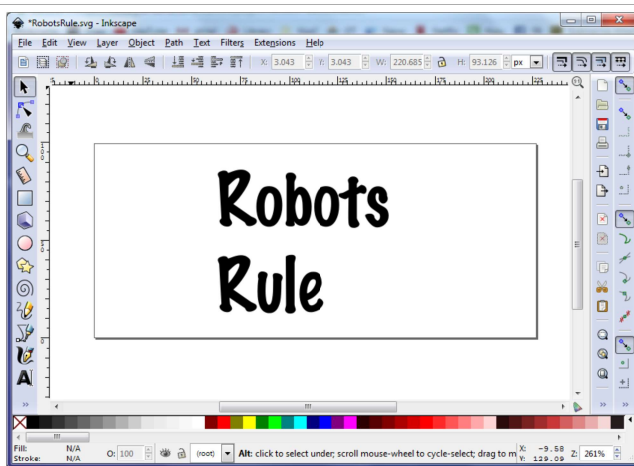 *RobotsRule.svg - Inkscape
File Edit View Layer Object Path Text Filters Extensions Help
X: 3.043 Y: 3.043 W: 220.685 H: 93.126 px
Robots
Rule
Fill: N/A
Stroke: N/A
O: 100
(root)
Alt: click to select under; scroll mouse-wheel to cycle-select; drag to m
X: -9.58
Y: 129.09
Z: 261%